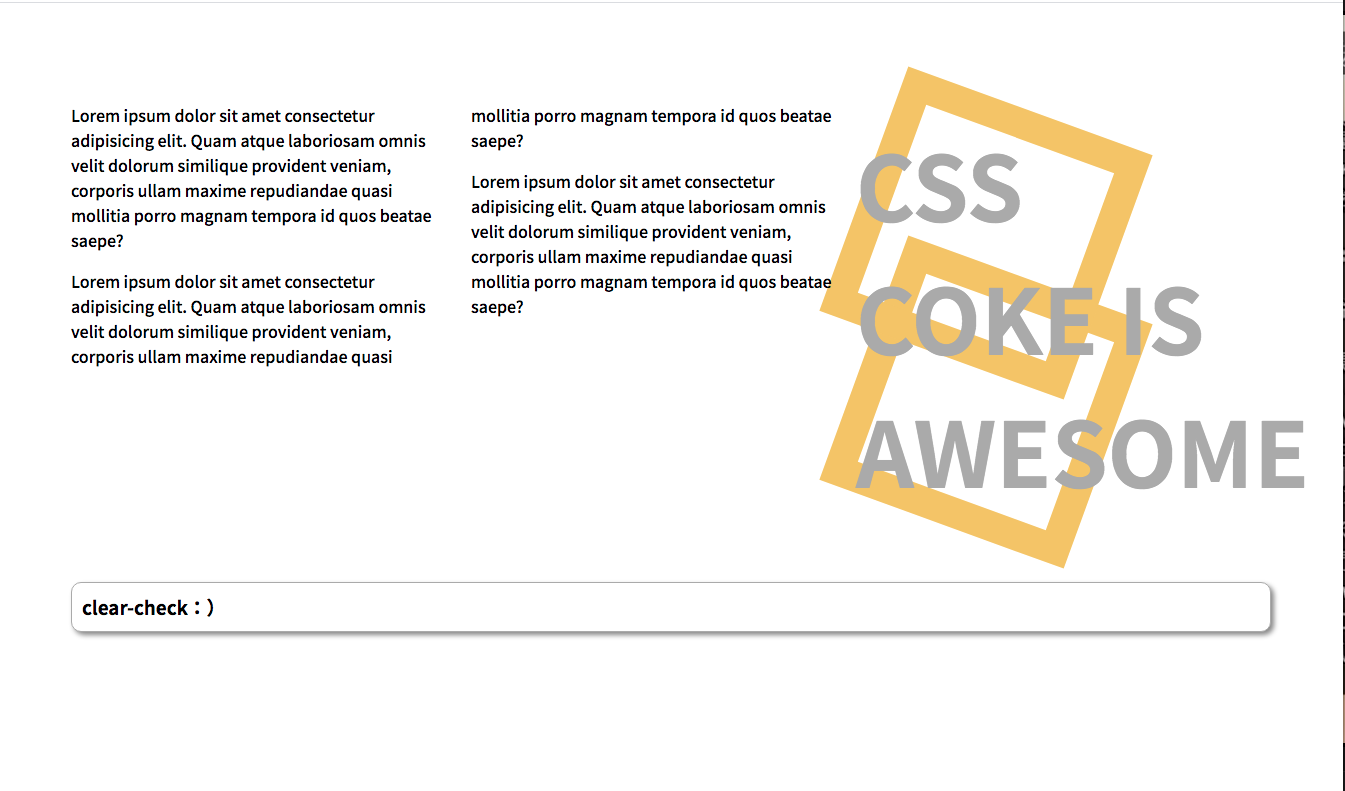 Lorem ipsum dolor sit amet consectetur
adipisicing elit. Quam atque laboriosam omnis
velit dolorum similique provident veniam,
corporis ullam maxime repudiandae quasi
mollitia porro magnam tempora id quos beatae
saepe?
Lorem ipsum dolor sit amet consectetur
adipisicing elit. Quam atque laboriosam omnis
velit dolorum similique provident veniam,
corporis ullam maxime repudiandae quasi
mollitia porro magnam tempora id quos beatae
saepe?
Lorem ipsum dolor sit amet consectetur
adipisicing elit. Quam atque laboriosam omnis
velit dolorum similique provident veniam,
corporis ullam maxime repudiandae quasi
mollitia porro magnam tempora id quos beatae
saepe?
CSS
COKE IS
AWESOME
clear-check：）